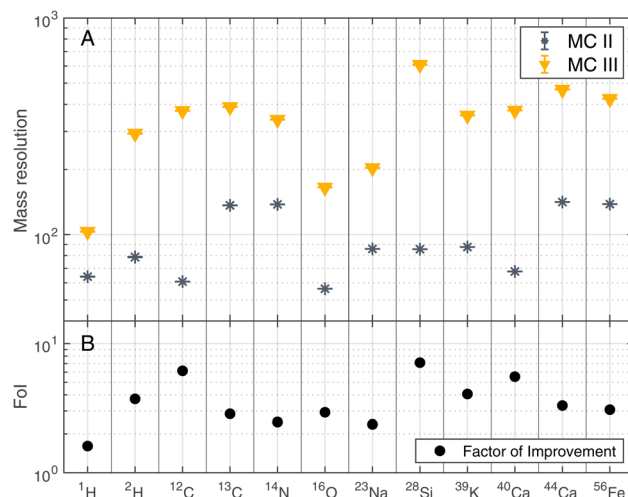 A
MC II
MC III
10³
Mass resolution
10²
B
10¹
FoI
Factor of Improvement
10⁰
¹H ²H ¹²C ¹³C ¹⁴N ¹⁶O ²³Na ²⁸Si ³⁹K ⁴⁰Ca ⁴⁴Ca ⁵⁶Fe